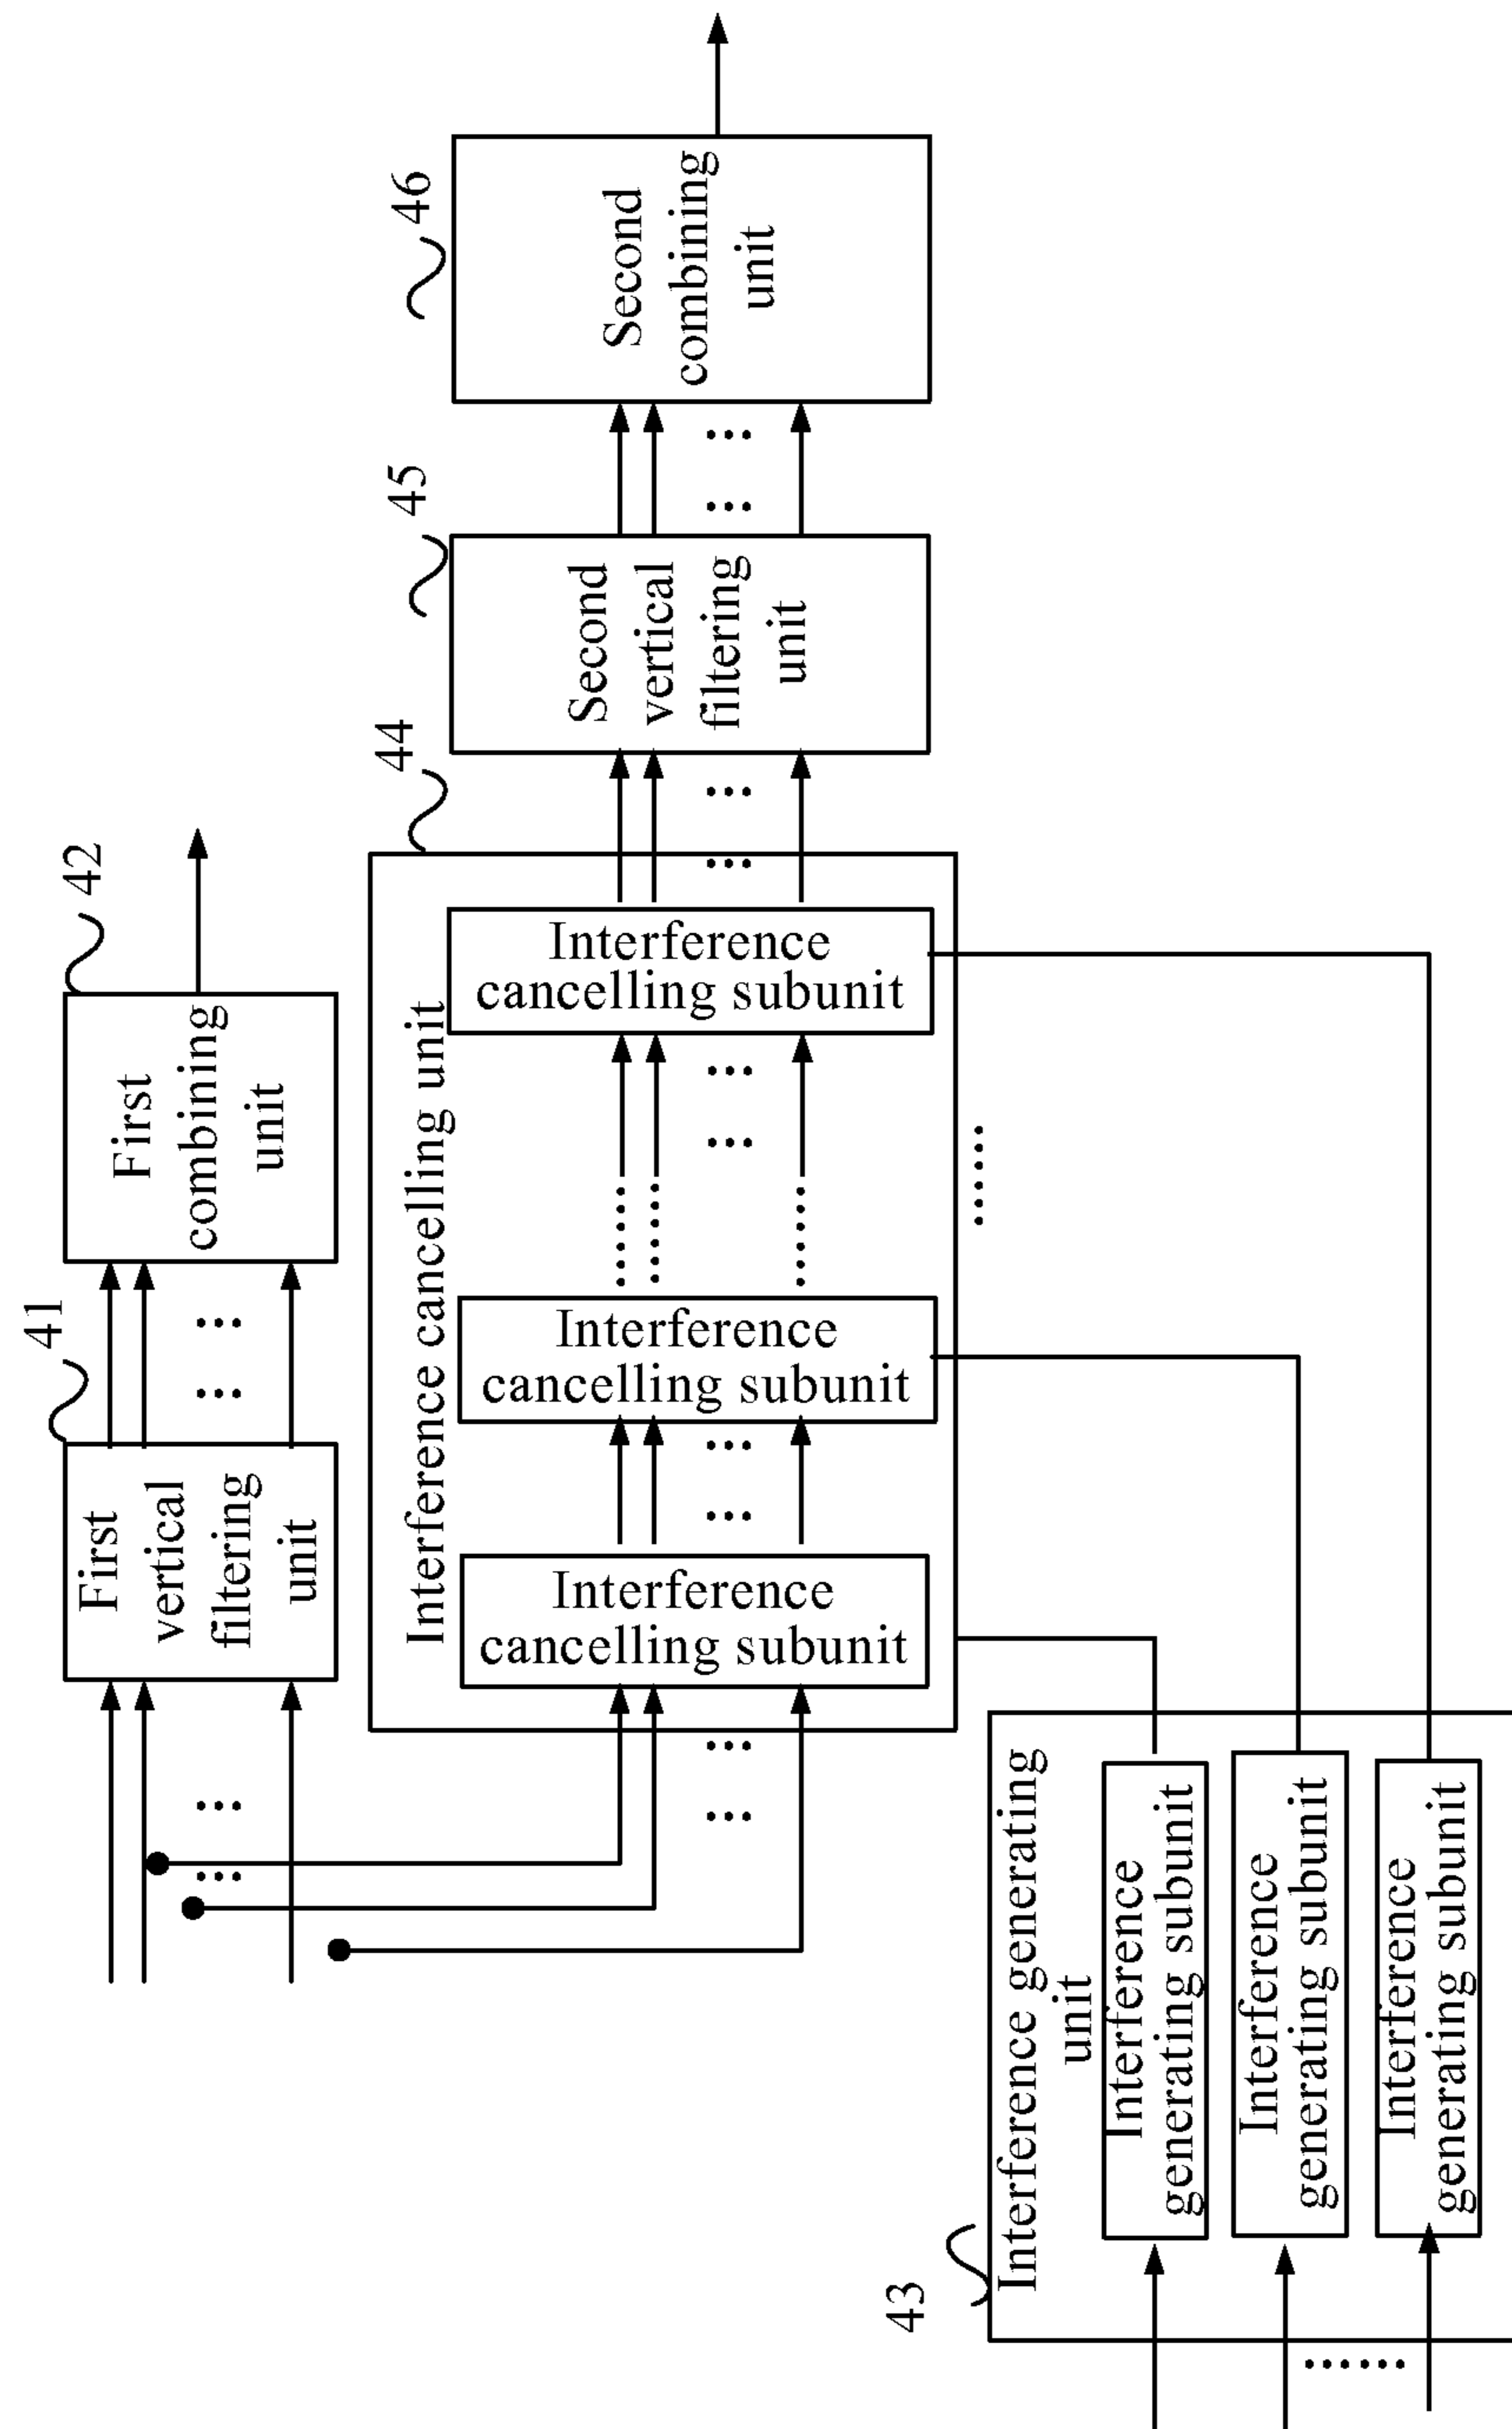 41
First
vertical
filtering
unit
42
First
combining
unit
Interference cancelling unit
44
Interference
cancelling subunit
Interference
cancelling subunit
Interference
cancelling subunit
45
Second
vertical
filtering
unit
46
Second
combining
unit
43
Interference generating
unit
Interference
generating subunit
Interference
generating subunit
Interference
generating subunit